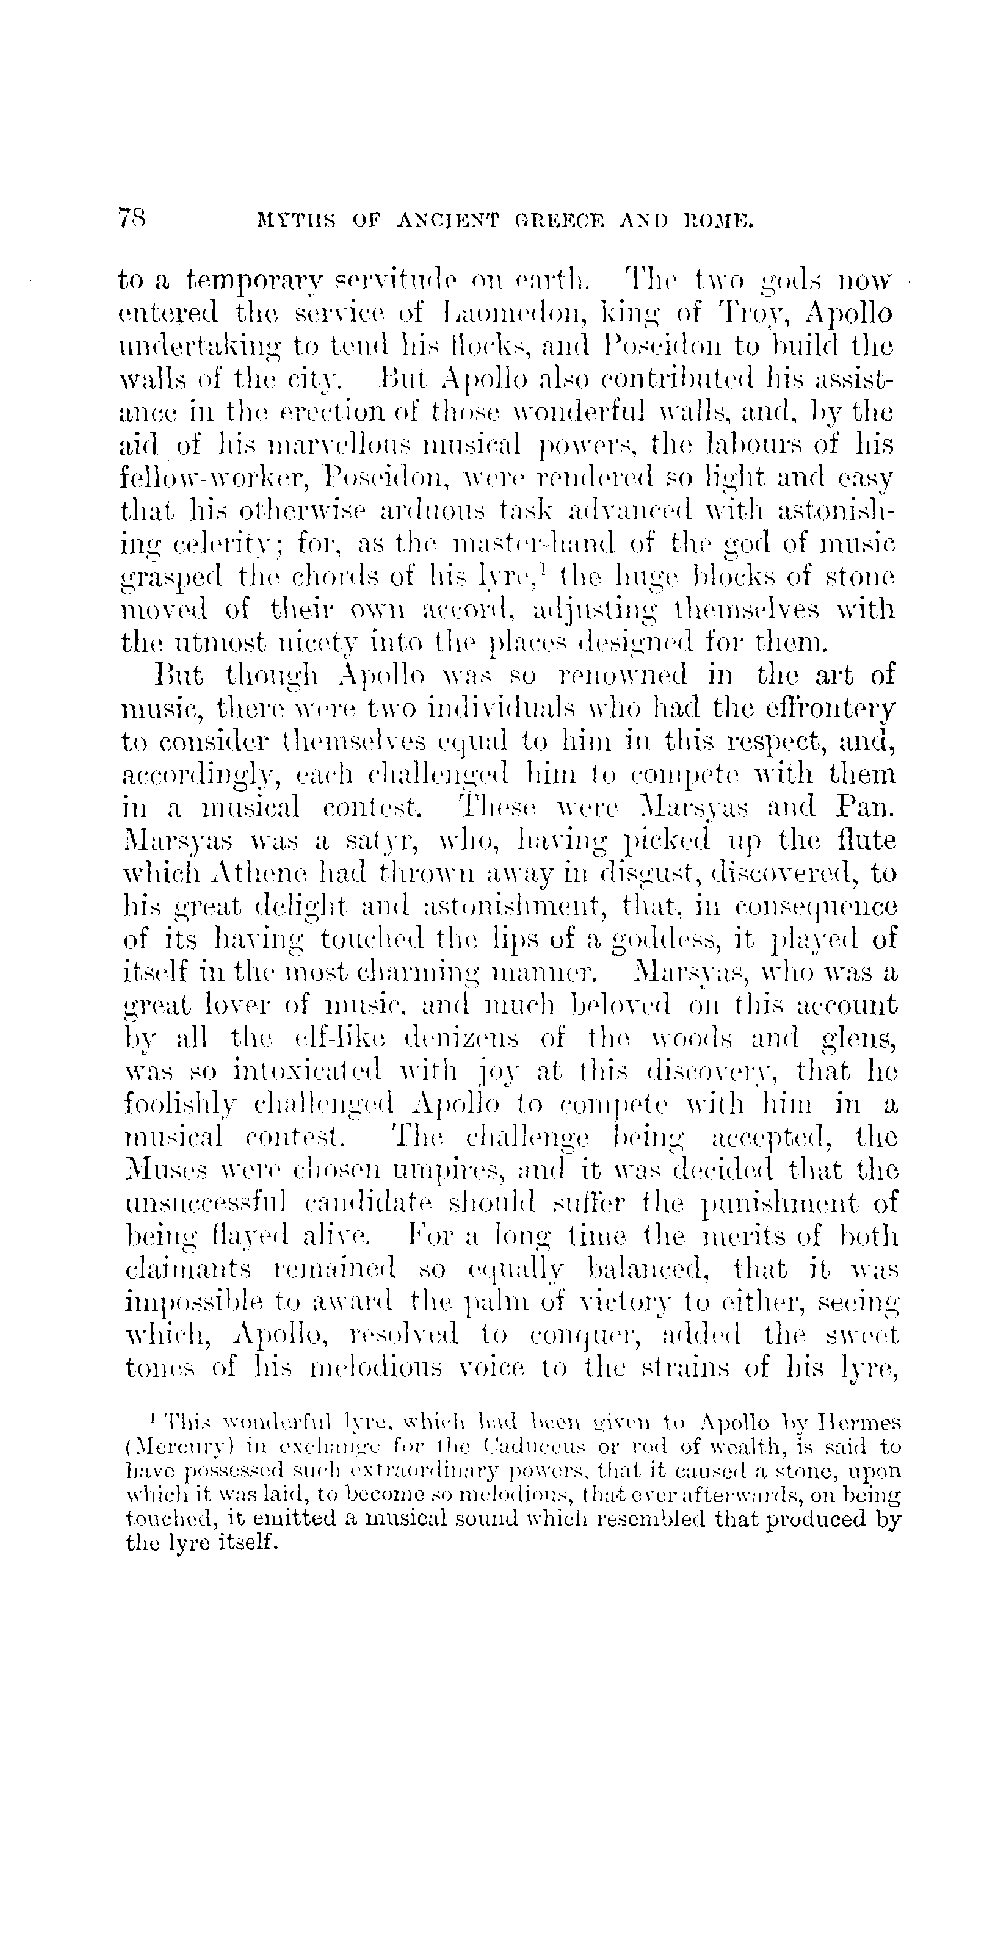 78 MYTHS OF ANCIENT GREECE AND ROME.
to a temporary servitude on earth. The two gods now
entered the service of Laomedon, king of Troy, Apollo
undertaking to tend his flocks, and Poseidon to build the
walls of the city. But Apollo also contributed his assist-
ance in the erection of those wonderful walls, and, by the
aid of his marvellous musical powers, the labours of his
fellow-worker, Poseidon, were rendered so light and easy
that his otherwise arduous task advanced with astonish-
ing celerity; for, as the master-hand of the god of music
grasped the chords of his lyre,¹ the huge blocks of stone
moved of their own accord, adjusting themselves with
the utmost nicety into the places designed for them.
But though Apollo was so renowned in the art of
music, there were two individuals who had the effrontery
to consider themselves equal to him in this respect, and,
accordingly, each challenged him to compete with them
in a musical contest. These were Marsyas and Pan.
Marsyas was a satyr, who, having picked up the flute
which Athene had thrown away in disgust, discovered, to
his great delight and astonishment, that, in consequence
of its having touched the lips of a goddess, it played of
itself in the most charming manner. Marsyas, who was a
great lover of music, and much beloved on this account
by all the elf-like denizens of the woods and glens,
was so intoxicated with joy at this discovery, that he
foolishly challenged Apollo to compete with him in a
musical contest. The challenge being accepted, the
Muses were chosen umpires, and it was decided that the
unsuccessful candidate should suffer the punishment of
being flayed alive. For a long time the merits of both
claimants remained so equally balanced, that it was
impossible to award the palm of victory to either, seeing
which, Apollo, resolved to conquer, added the sweet
tones of his melodious voice to the strains of his lyre,
¹ This wonderful lyre, which had been given to Apollo by Hermes
(Mercury) in exchange for the Caduceus or rod of wealth, is said to
have possessed such extraordinary powers, that it caused a stone, upon
which it was laid, to become so melodious, that ever afterwards, on being
touched, it emitted a musical sound which resembled that produced by
the lyre itself.